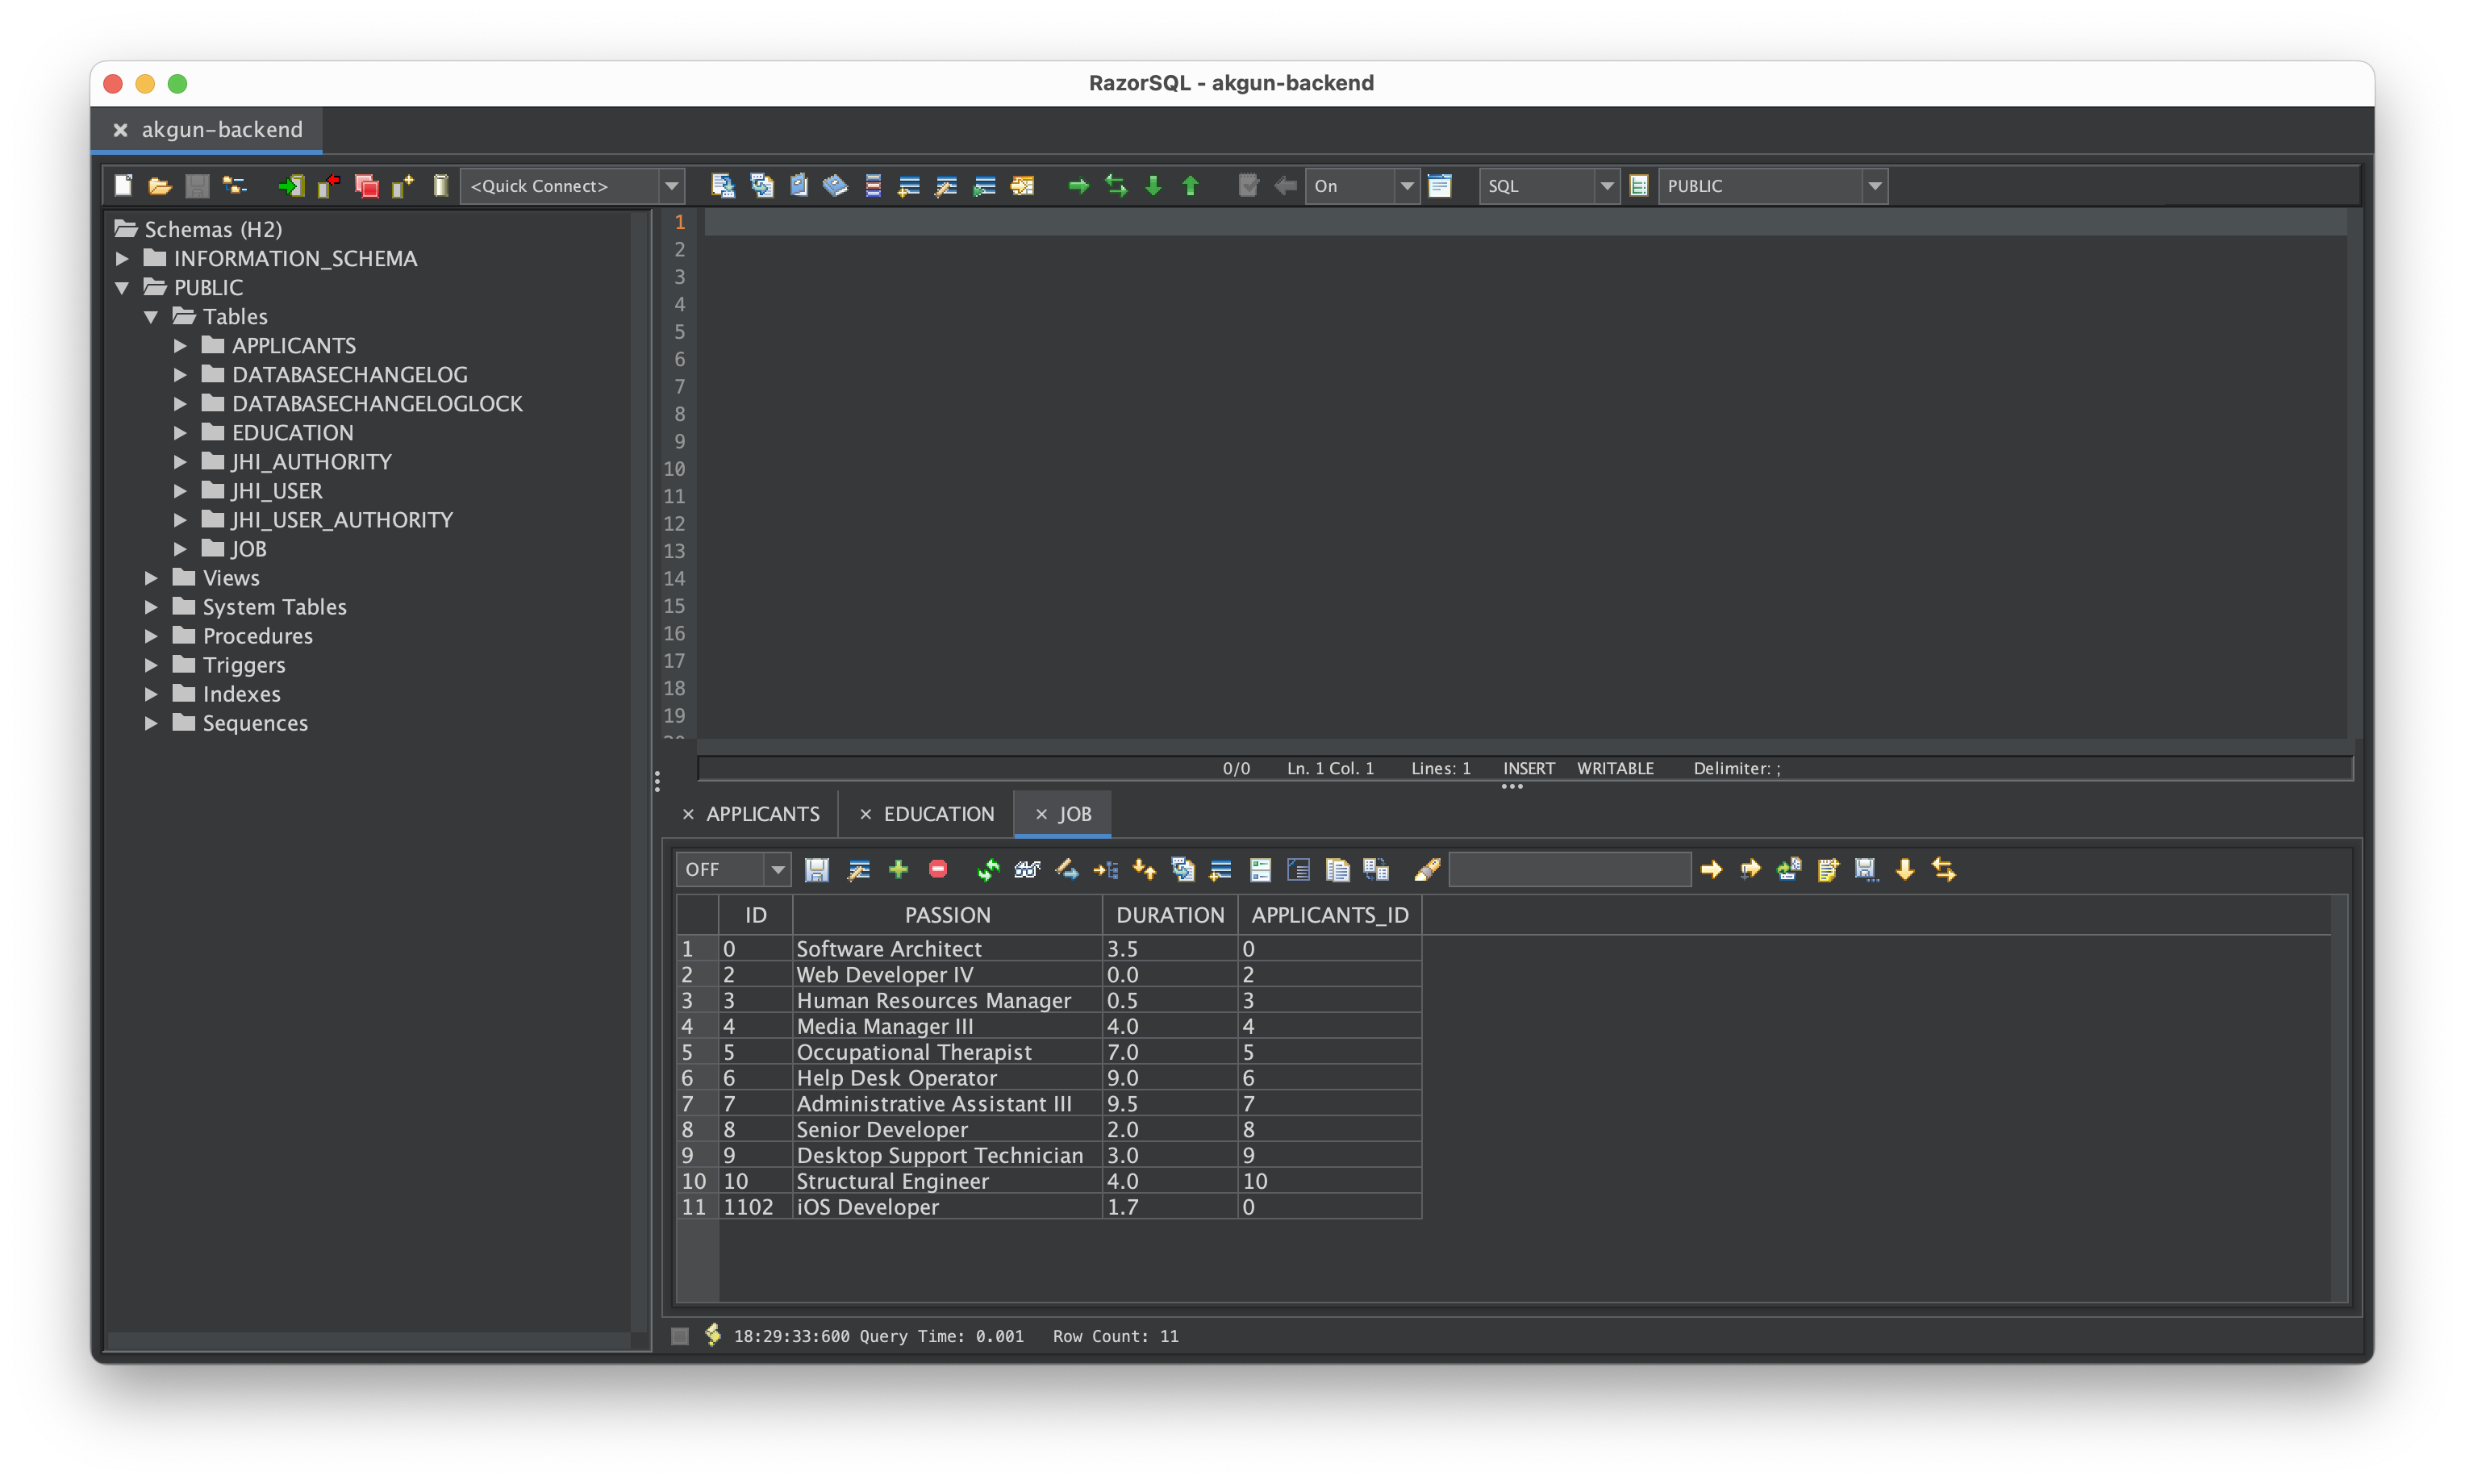 RazorSQL - akgun-backend
akgun-backend
<Quick Connect>
On
SQL
PUBLIC
Schemas (H2)
INFORMATION_SCHEMA
PUBLIC
Tables
APPLICANTS
DATABASECHANGELOG
DATABASECHANGELOGLOCK
EDUCATION
JHI_AUTHORITY
JHI_USER
JHI_USER_AUTHORITY
JOB
Views
System Tables
Procedures
Triggers
Indexes
Sequences
1
2
3
4
5
6
7
8
9
10
11
12
13
14
15
16
17
18
19
0/0 Ln. 1 Col. 1 Lines: 1 INSERT WRITABLE Delimiter: ;
APPLICANTS EDUCATION JOB
OFF
ID PASSION DURATION APPLICANTS_ID
1 0 Software Architect 3.5 0
2 2 Web Developer IV 0.0 2
3 3 Human Resources Manager 0.5 3
4 4 Media Manager III 4.0 4
5 5 Occupational Therapist 7.0 5
6 6 Help Desk Operator 9.0 6
7 7 Administrative Assistant III 9.5 7
8 8 Senior Developer 2.0 8
9 9 Desktop Support Technician 3.0 9
10 10 Structural Engineer 4.0 10
11 1102 iOS Developer 1.7 0
18:29:33:600 Query Time: 0.001 Row Count: 11